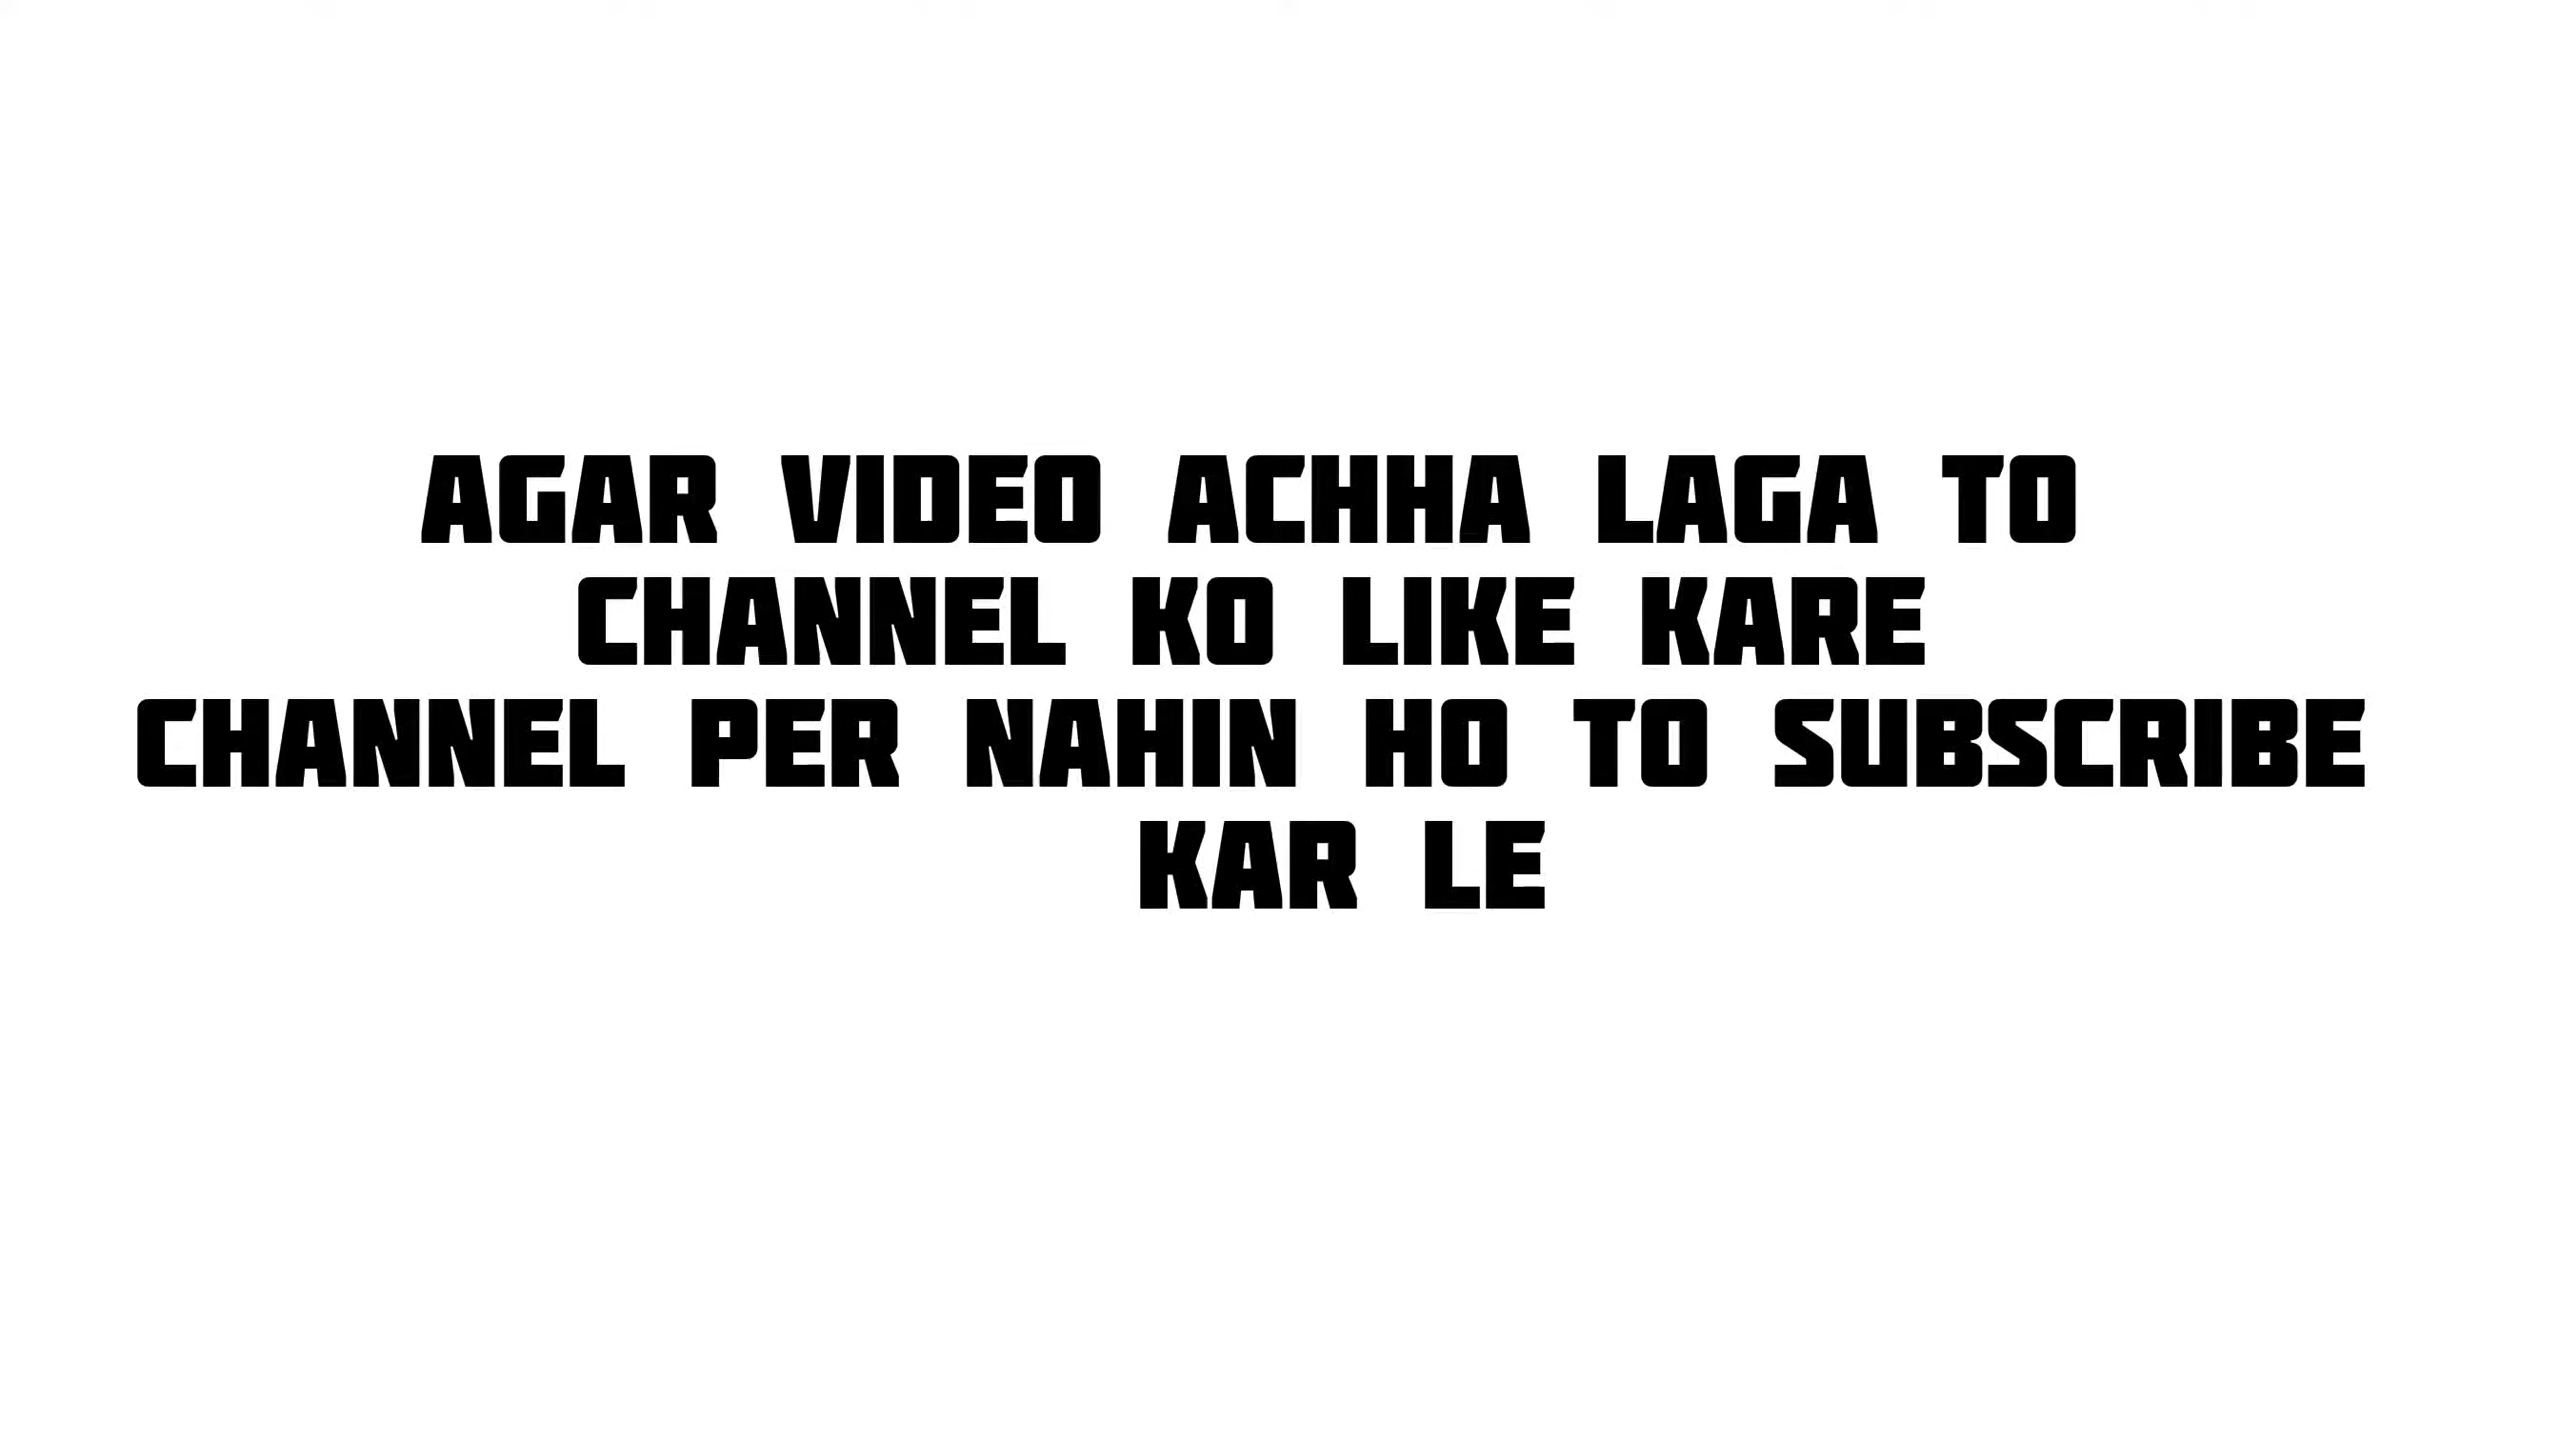 AGAR VIDEO ACHHA LAGA TO
CHANNEL KO LIKE KARE
CHANNEL PER NAHIN HO TO SUBSCRIBE
KAR LE